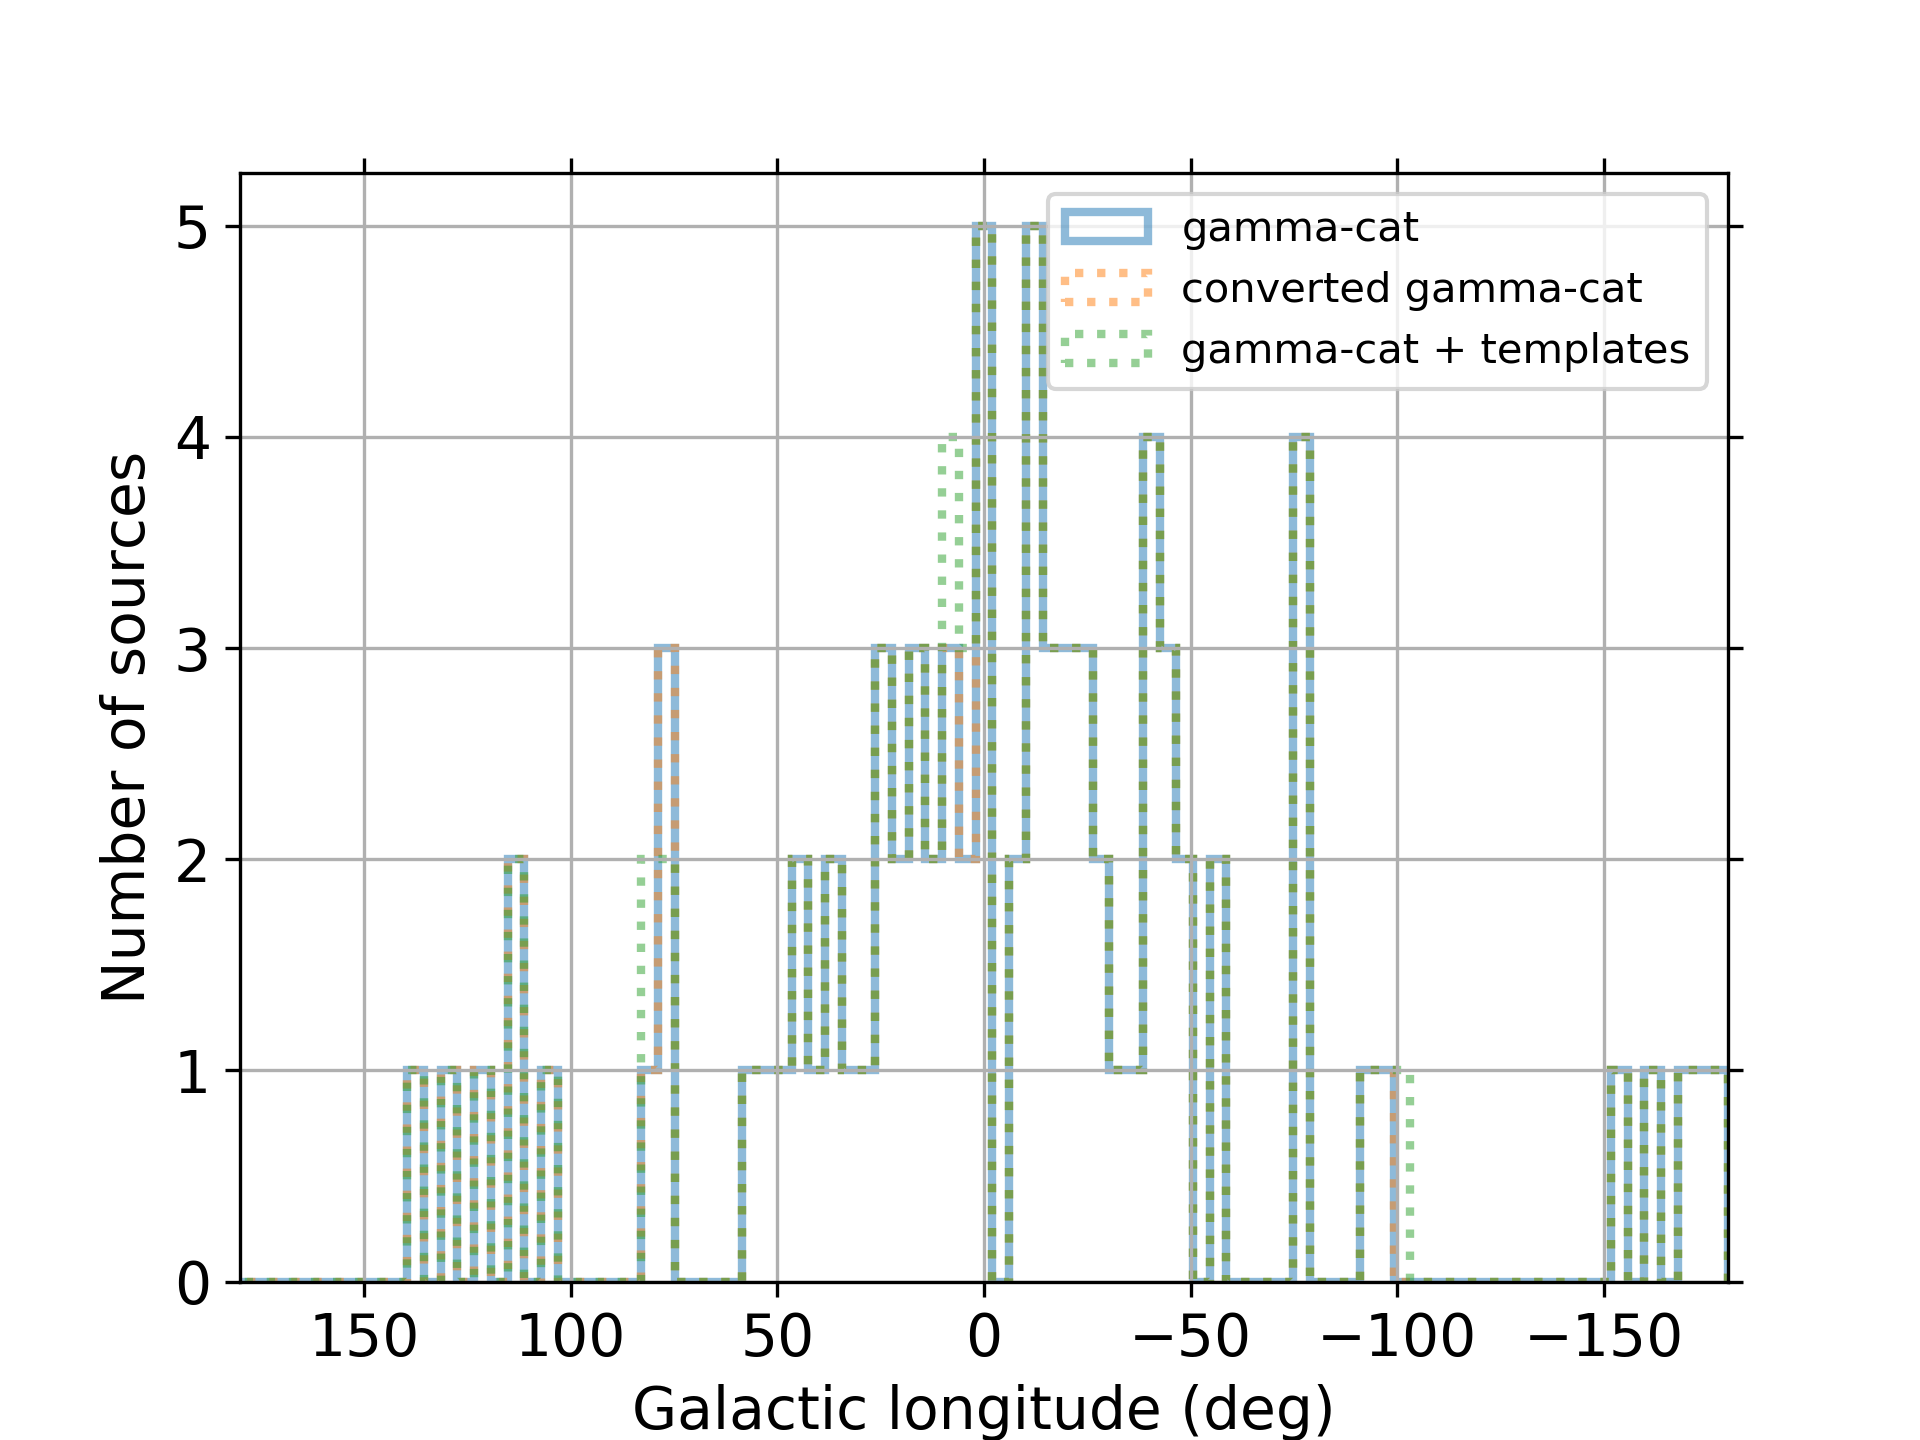 gamma-cat
converted gamma-cat
gamma-cat + templates
5
4
3
2
1
0
Number of sources
150 100 50 0 −50 −100 −150
Galactic longitude (deg)